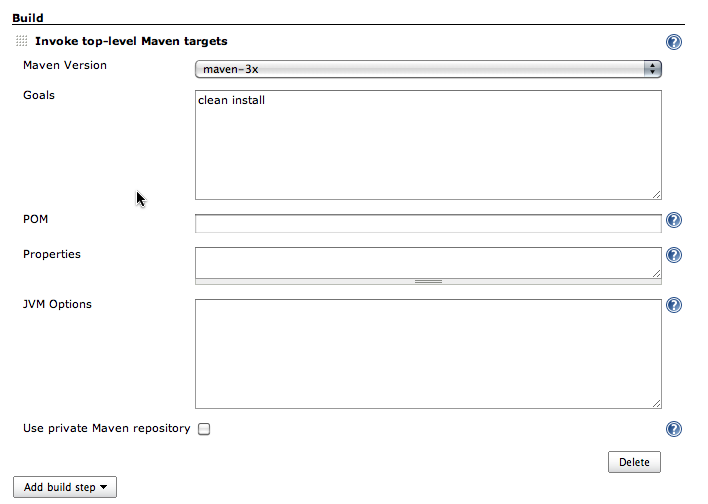 Build
Invoke top-level Maven targets
Maven Version
maven-3x
Goals
clean install
POM
Properties
JVM Options
Use private Maven repository
Delete
Add build step